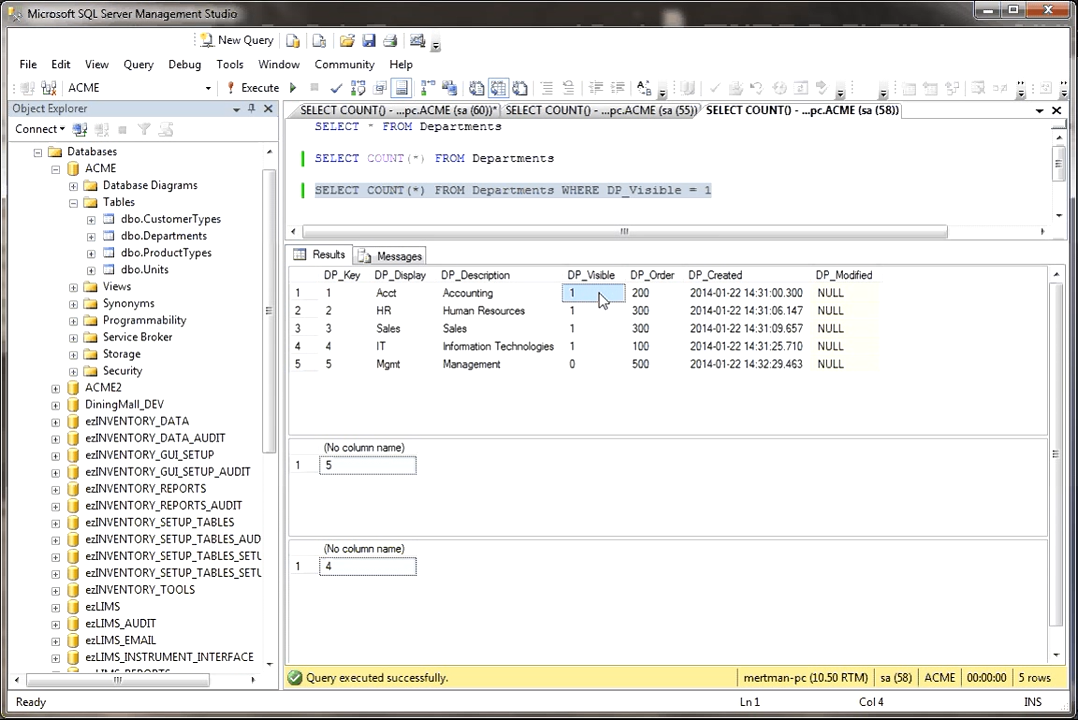 Microsoft SQL Server Management Studio
New Query
File Edit View Query Debug Tools Window Community Help
ACME Execute
Object Explorer
SELECT COUNT() - ...pc.ACME (sa (60))* SELECT COUNT() - ...pc.ACME (sa (55)) SELECT COUNT() - ...pc.ACME (sa (58))
Connect
Databases
ACME
Database Diagrams
Tables
dbo.CustomerTypes
dbo.Departments
dbo.ProductTypes
dbo.Units
Views
Synonyms
Programmability
Service Broker
Storage
Security
ACME2
DiningMall_DEV
ezINVENTORY_DATA
ezINVENTORY_DATA_AUDIT
ezINVENTORY_GUI_SETUP
ezINVENTORY_GUI_SETUP_AUDIT
ezINVENTORY_REPORTS
ezINVENTORY_REPORTS_AUDIT
ezINVENTORY_SETUP_TABLES
ezINVENTORY_SETUP_TABLES_AUD
ezINVENTORY_SETUP_TABLES_SETU
ezINVENTORY_SETUP_TABLES_SETU
ezINVENTORY_TOOLS
ezLIMS
ezLIMS_AUDIT
ezLIMS_EMAIL
ezLIMS_INSTRUMENT_INTERFACE
ezLIMS_REPORTS
SELECT * FROM Departments
SELECT COUNT(*) FROM Departments
SELECT COUNT(*) FROM Departments WHERE DP_Visible = 1
Results Messages
DP_Key DP_Display DP_Description DP_Visible DP_Order DP_Created DP_Modified
1 1 Acct Accounting 1 200 2014-01-22 14:31:00.300 NULL
2 2 HR Human Resources 1 300 2014-01-22 14:31:06.147 NULL
3 3 Sales Sales 1 300 2014-01-22 14:31:09.657 NULL
4 4 IT Information Technologies 1 100 2014-01-22 14:31:25.710 NULL
5 5 Mgmt Management 0 500 2014-01-22 14:32:29.463 NULL
(No column name)
1 5
(No column name)
1 4
Query executed successfully. mertman-pc (10.50 RTM) sa (58) ACME 00:00:00 5 rows
Ready Ln 1 Col 4 INS